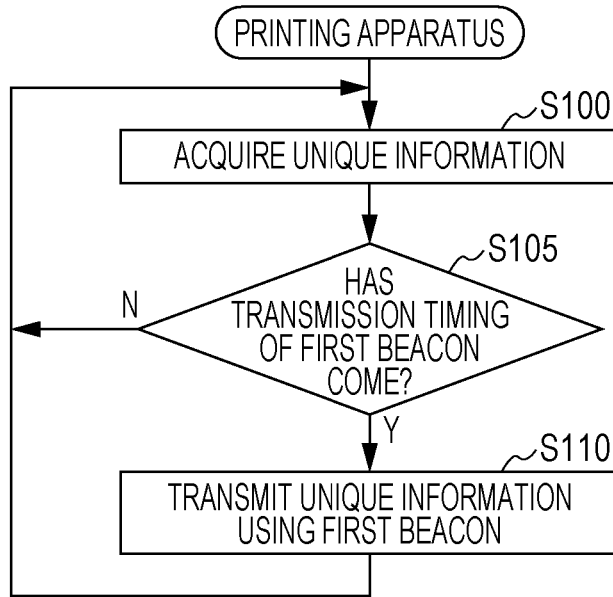 PRINTING APPARATUS
S100
ACQUIRE UNIQUE INFORMATION
S105
HAS
TRANSMISSION TIMING
OF FIRST BEACON
COME?
N
Y
S110
TRANSMIT UNIQUE INFORMATION
USING FIRST BEACON